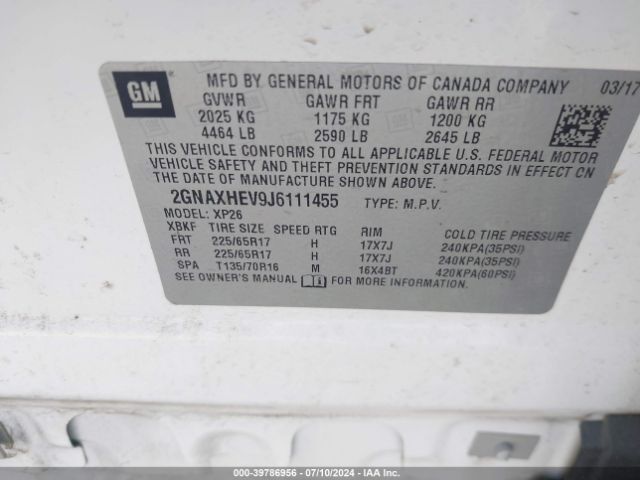 GM
MFD BY GENERAL MOTORS OF CANADA COMPANY 03/17
GVWR GAWR FRT GAWR RR
2025 KG 1175 KG 1200 KG
4464 LB 2590 LB 2645 LB
THIS VEHICLE CONFORMS TO ALL APPLICABLE U.S. FEDERAL MOTOR
VEHICLE SAFETY AND THEFT PREVENTION STANDARDS IN EFFECT ON
THE DATE OF MANUFACTURE SHOWN ABOVE.
2GNAXHEV9J6111455 TYPE: M.P.V.
MODEL: XP26
XBKF TIRE SIZE SPEED RTG RIM COLD TIRE PRESSURE
FRT 225/65R17 H 17X7J 240KPA(35PSI)
RR 225/65R17 H 17X7J 240KPA(35PSI)
SPA T135/70R16 M 16X4BT 420KPA(60PSI)
SEE OWNER'S MANUAL FOR MORE INFORMATION.
000-39786956 - 07/10/2024 - IAA Inc.